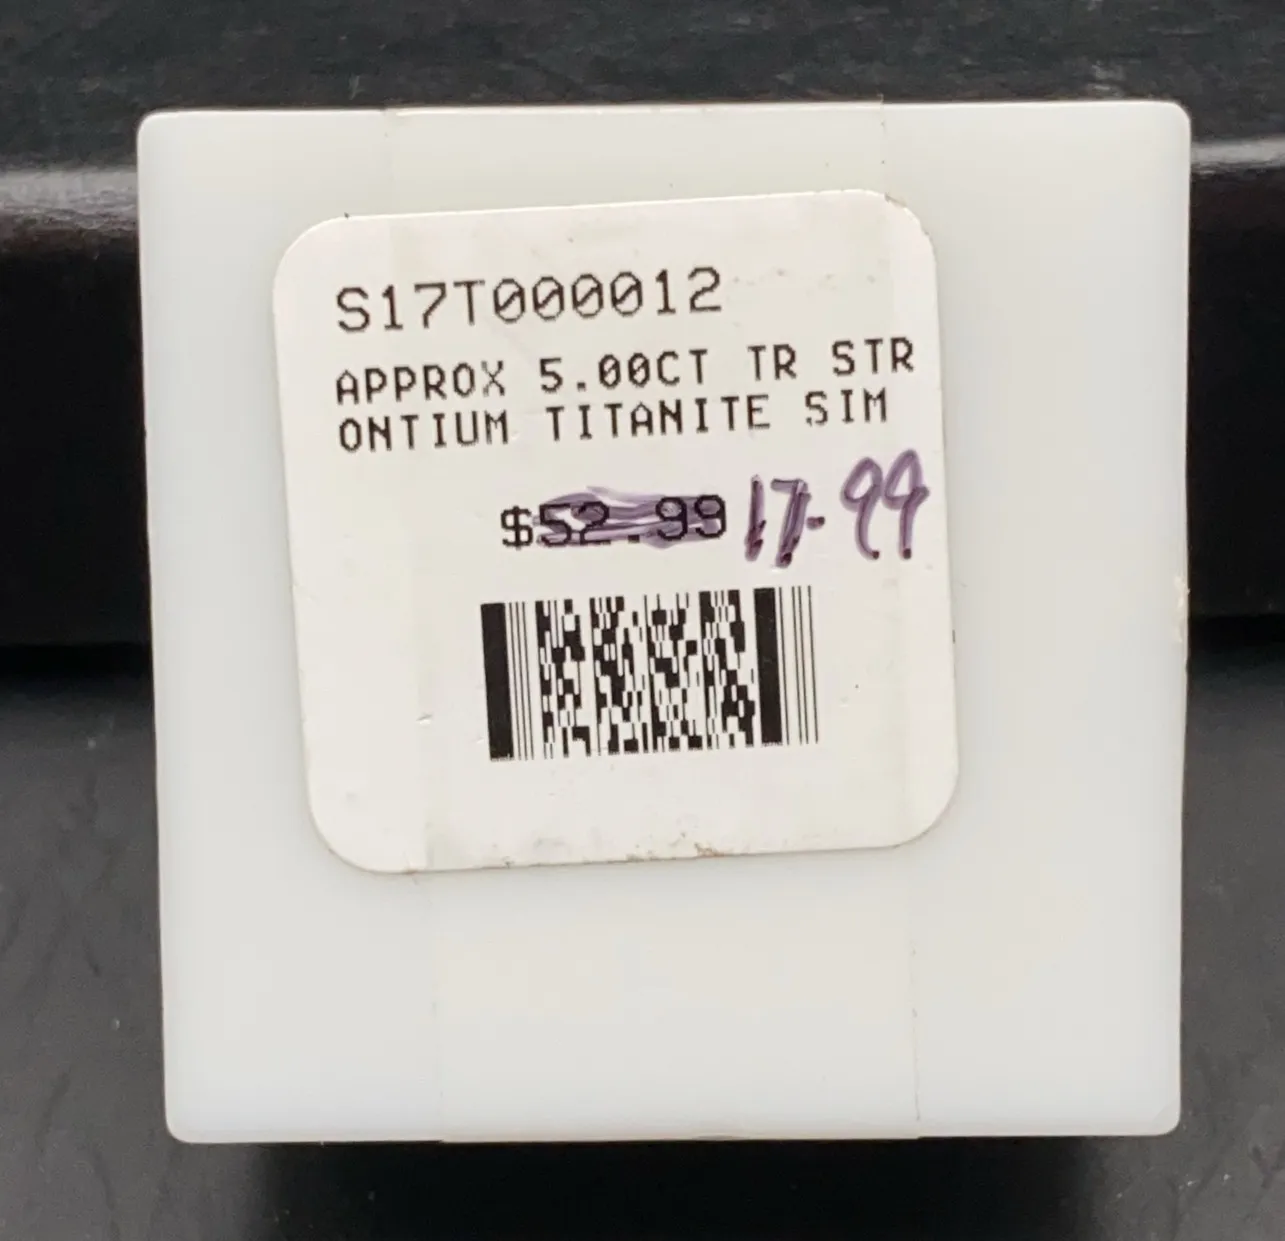 S17T000012
APPROX 5.00CT TR STR
ONTIUM TITANITE SIM
$52.99 17.99